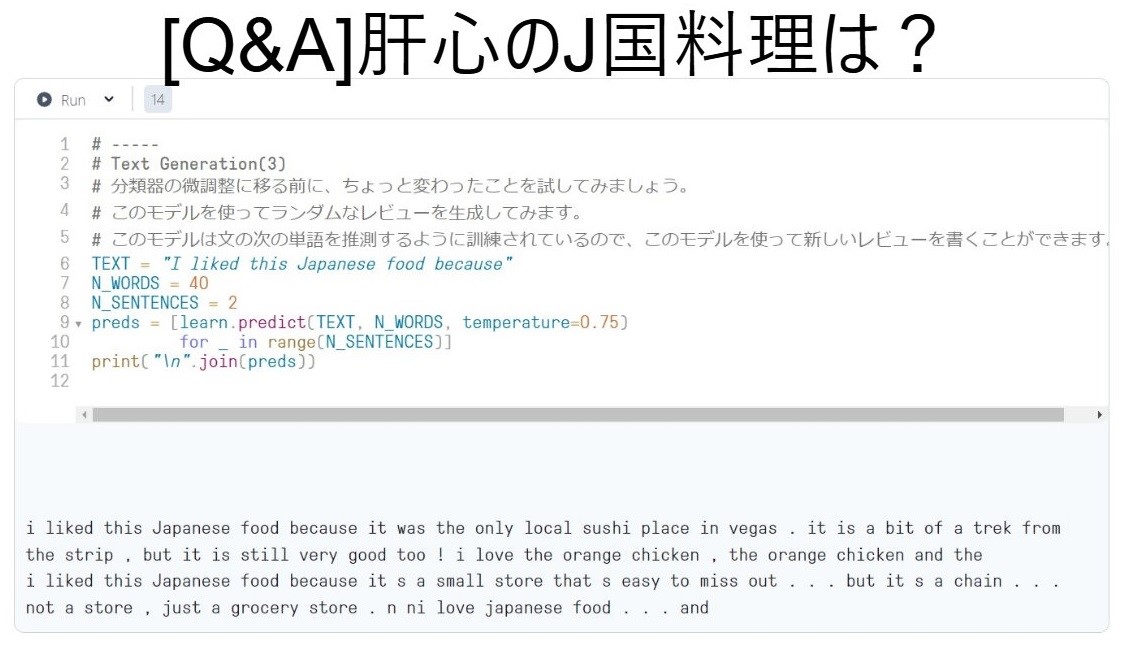 [Q&A]肝心のJ国料理は？
Run 14
1 # -----
2 # Text Generation(3)
3 # 分類器の微調整に移る前に、ちょっと変わったことを試してみましょう。
4 # このモデルを使ってランダムなレビューを生成してみます。
5 # このモデルは文の次の単語を推測するように訓練されているので、このモデルを使って新しいレビューを書くことができます。
6 TEXT = "I liked this Japanese food because"
7 N_WORDS = 40
8 N_SENTENCES = 2
9 preds = [learn.predict(TEXT, N_WORDS, temperature=0.75)
10 for _ in range(N_SENTENCES)]
11 print("\n".join(preds))
12
i liked this Japanese food because it was the only local sushi place in vegas . it is a bit of a trek from
the strip , but it is still very good too ! i love the orange chicken , the orange chicken and the
i liked this Japanese food because it s a small store that s easy to miss out . . . but it s a chain . . .
not a store , just a grocery store . n ni love japanese food . . . and